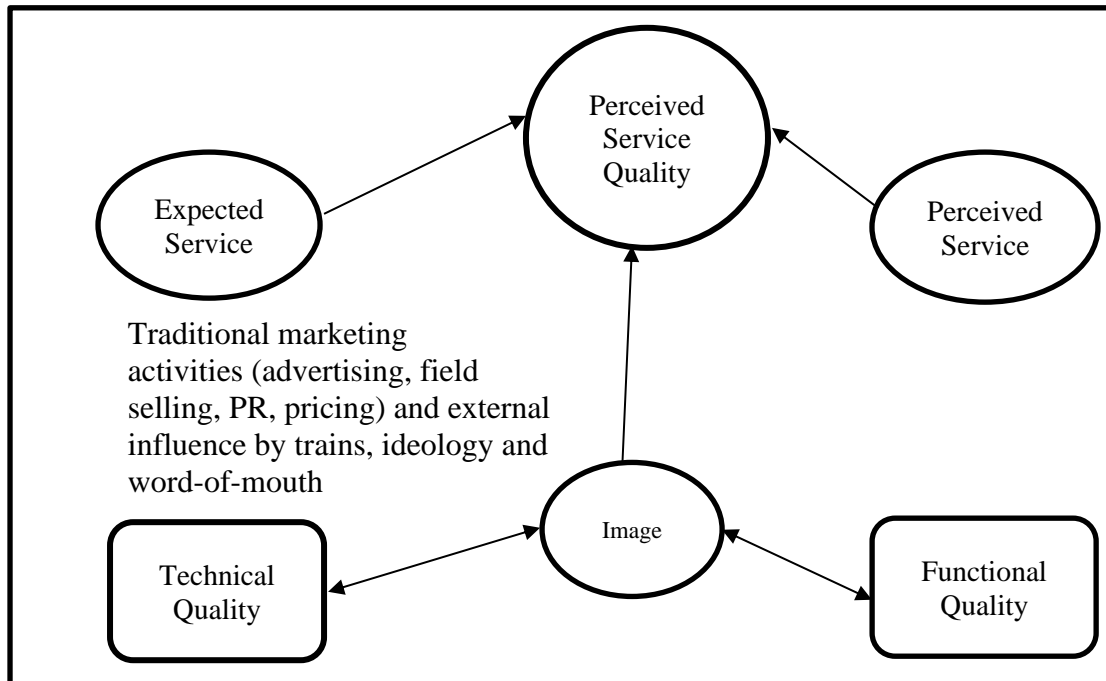 Perceived
Service
Quality
Expected
Service
Perceived
Service
Traditional marketing
activities (advertising, field
selling, PR, pricing) and external
influence by trains, ideology and
word-of-mouth
Image
Technical
Quality
Functional
Quality